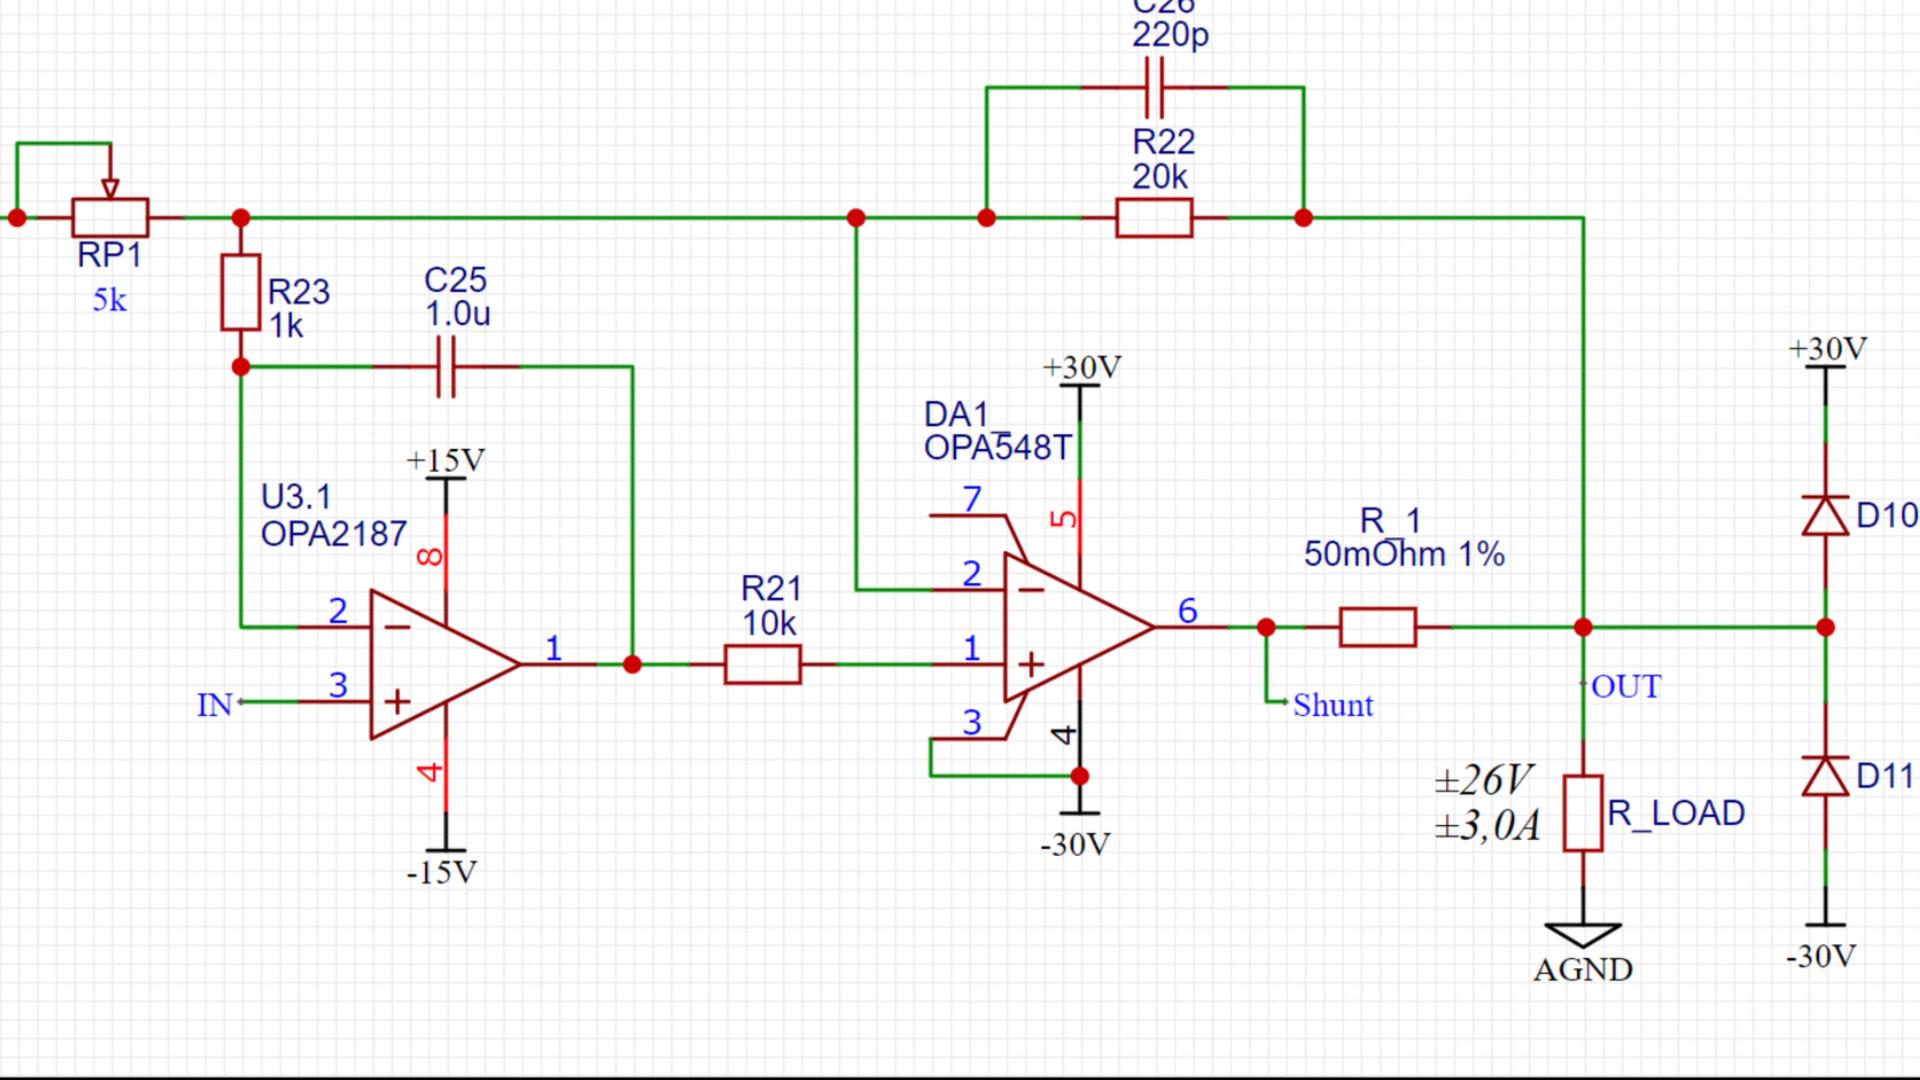 C26
220p
R22
20k
RP1
5k
R23
1k
C25
1.0u
+15V
U3.1
OPA2187
8
2
3
1
4
IN
-15V
R21
10k
+30V
DA1_
OPA548T
7
5
2
1
3
4
6
-30V
R_1
50mOhm 1%
Shunt
OUT
±26V
±3,0A
R_LOAD
AGND
+30V
D10
D11
-30V